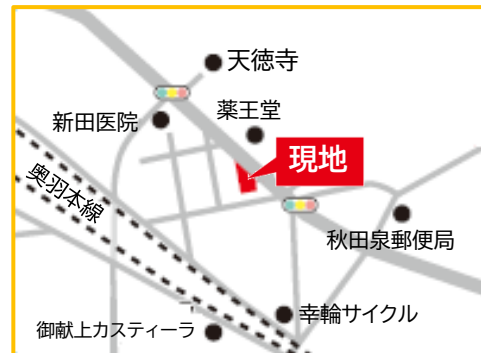 天徳寺
薬王堂
新田医院
現地
奥羽本線
秋田泉郵便局
幸輪サイクル
御献上カスティーラ